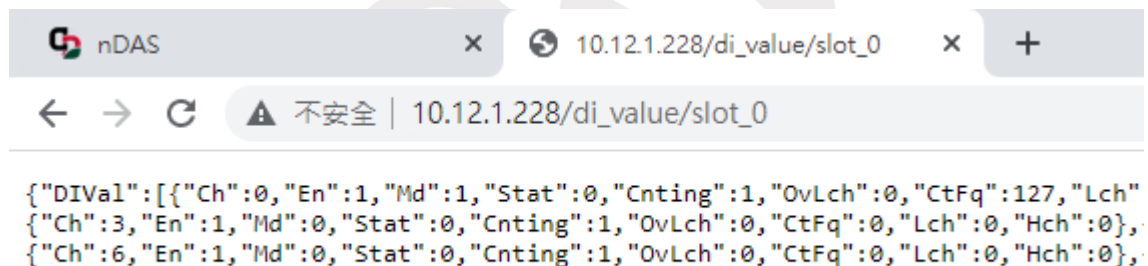 nDAS
10.12.1.228/di_value/slot_0
不安全 | 10.12.1.228/di_value/slot_0
{"DIVal":[{"Ch":0,"En":1,"Md":1,"Stat":0,"Cnting":1,"OvLch":0,"CtFq":127,"Lch"
{"Ch":3,"En":1,"Md":0,"Stat":0,"Cnting":1,"OvLch":0,"CtFq":0,"Lch":0,"Hch":0},
{"Ch":6,"En":1,"Md":0,"Stat":0,"Cnting":1,"OvLch":0,"CtFq":0,"Lch":0,"Hch":0},